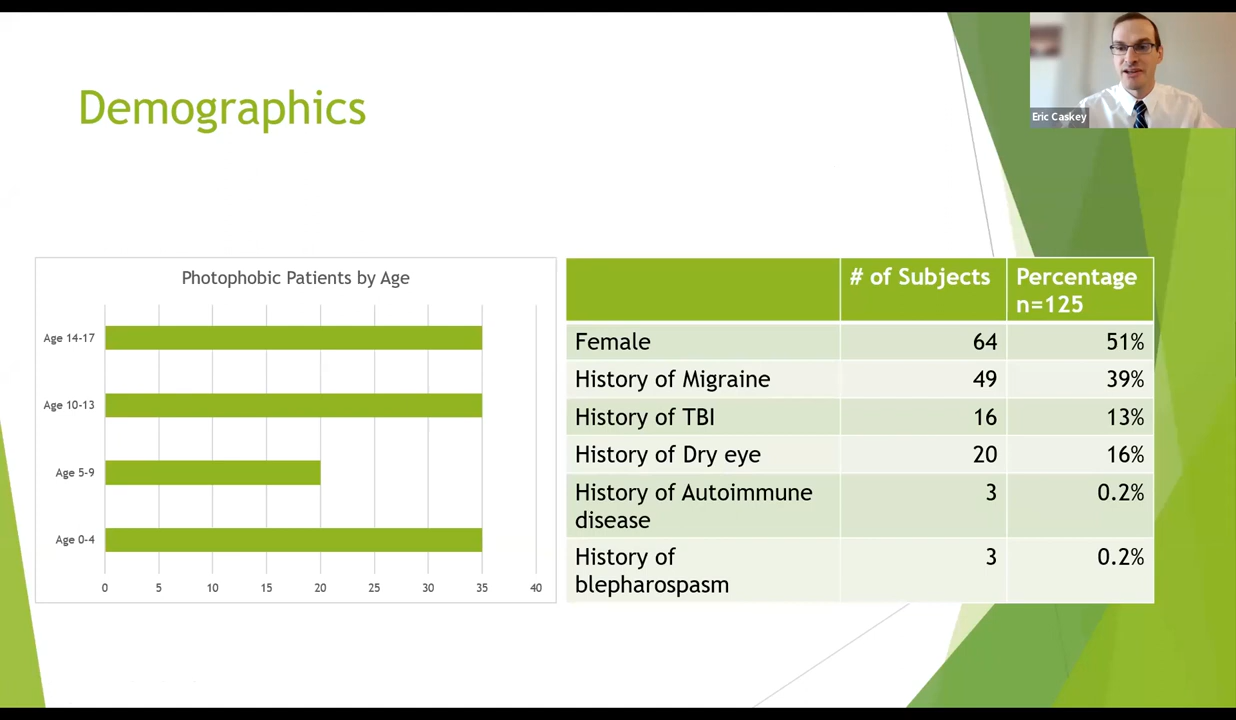 Demographics
Eric Caskey
Photophobic Patients by Age
Age 14-17
Age 10-13
Age 5-9
Age 0-4
0 5 10 15 20 25 30 35 40
# of Subjects Percentage
n=125
Female 64 51%
History of Migraine 49 39%
History of TBI 16 13%
History of Dry eye 20 16%
History of Autoimmune 3 0.2%
disease
History of 3 0.2%
blepharospasm